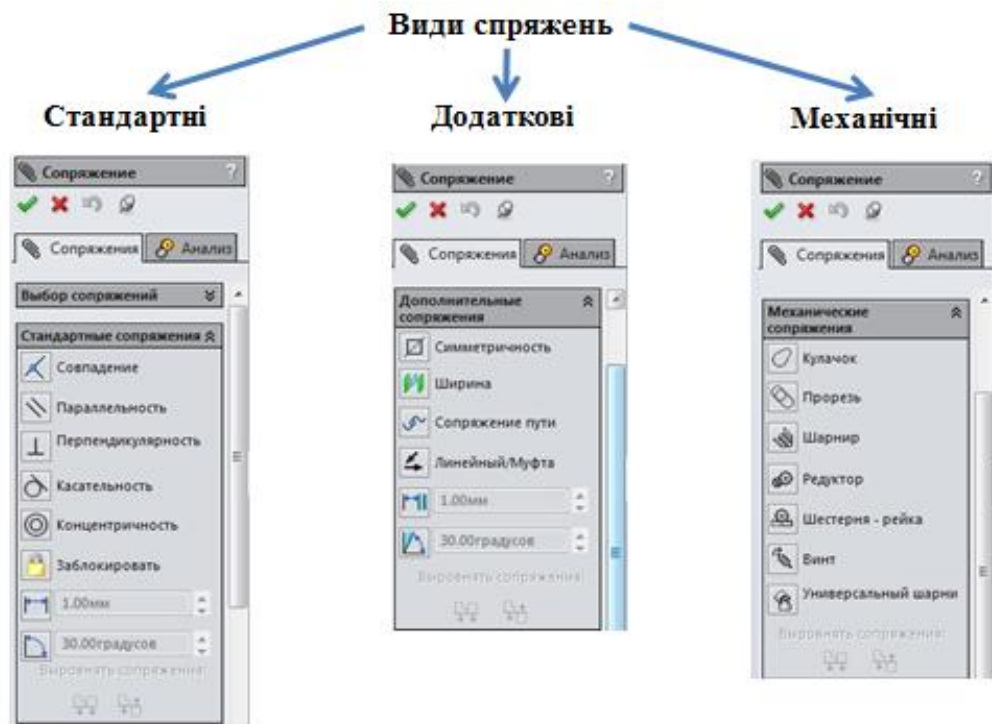 Види спряжень
Стандартні
Сопряжение ?
Сопряжения Анализ
Выбор сопряжений
Стандартные сопряжения
Совпадение
Параллельность
Перпендикулярность
Касательность
Концентричность
Заблокировать
1.00мм
30.00градусов
Выровнять сопряжения:
Додаткові
Сопряжение ?
Сопряжения Анализ
Дополнительные
сопряжения
Симметричность
Ширина
Сопряжение пути
Линейный/Муфта
1.00мм
30.00градусов
Выровнять сопряжения:
Механічні
Сопряжение ?
Сопряжения Анализ
Механические
сопряжения
Кулачок
Прорезь
Шарнир
Редуктор
Шестерня - рейка
Винт
Универсальный шарни
Выровнять сопряжения: